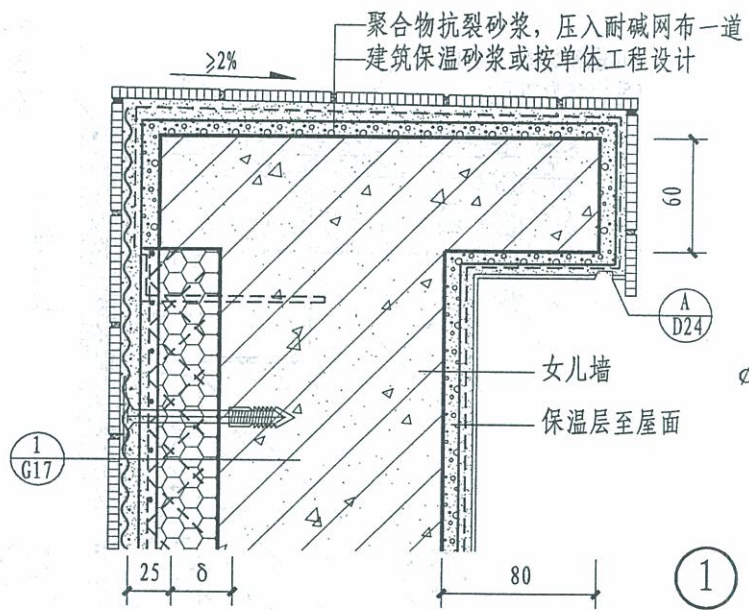 聚合物抗裂砂浆，压入耐碱网布一道
建筑保温砂浆或按单体工程设计
≥2%
60
A
D24
女儿墙
ø
保温层至屋面
1
G17
25
δ
80
1